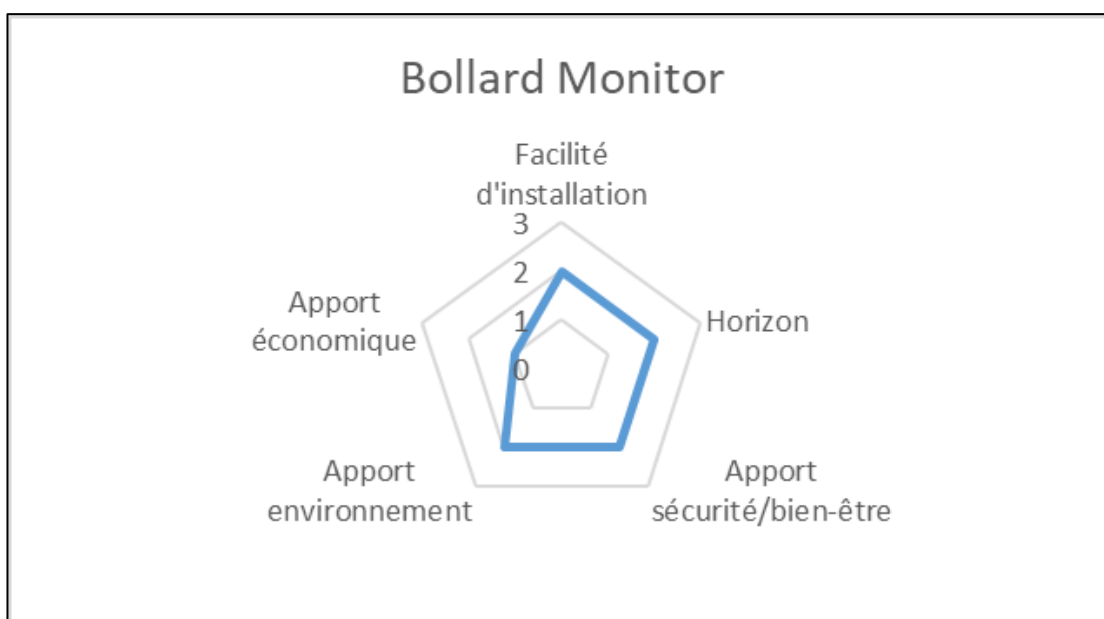 Bollard Monitor
Facilité
d'installation
3
2
1
0
Horizon
Apport
sécurité/bien-être
Apport
environnement
Apport
économique